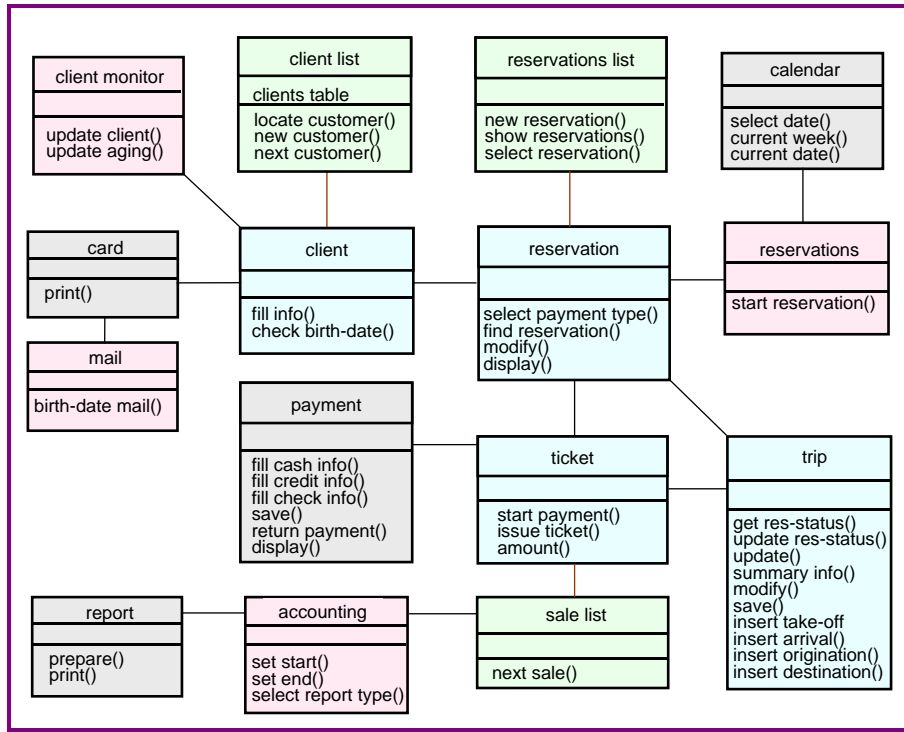 client monitor
update client()
update aging()
client list
clients table
locate customer()
new customer()
next customer()
reservations list
new reservation()
show reservations()
select reservation()
calendar
select date()
current week()
current date()
card
print()
client
fill info()
check birth-date()
reservation
select payment type()
find reservation()
modify()
display()
reservations
start reservation()
mail
birth-date mail()
payment
fill cash info()
fill credit info()
fill check info()
save()
return payment()
display()
ticket
start payment()
issue ticket()
amount()
trip
get res-status()
update res-status()
update()
summary info()
modify()
save()
insert take-off
insert arrival()
insert origination()
insert destination()
report
prepare()
print()
accounting
set start()
set end()
select report type()
sale list
next sale()